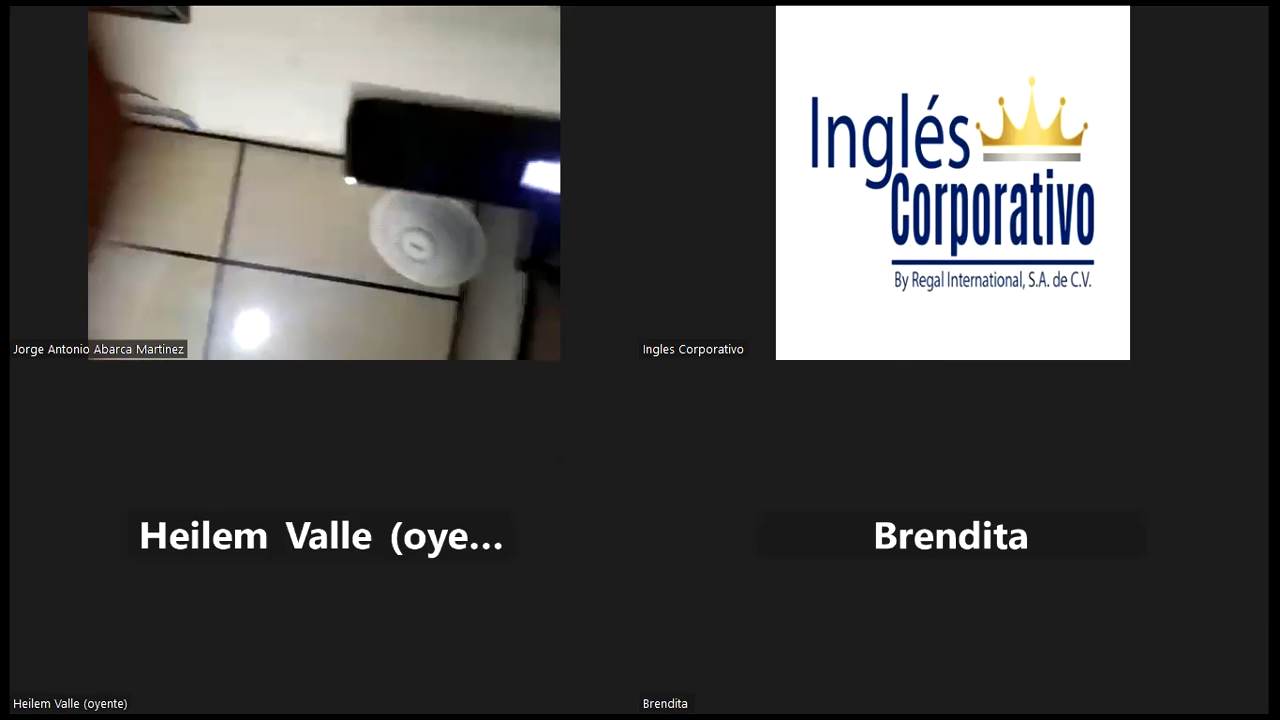 Inglés
Corporativo
By Regal International, S.A. de C.V.
Jorge Antonio Abarca Martinez
Ingles Corporativo
Heilem Valle (oye...
Brendita
Heilem Valle (oyente)
Brendita